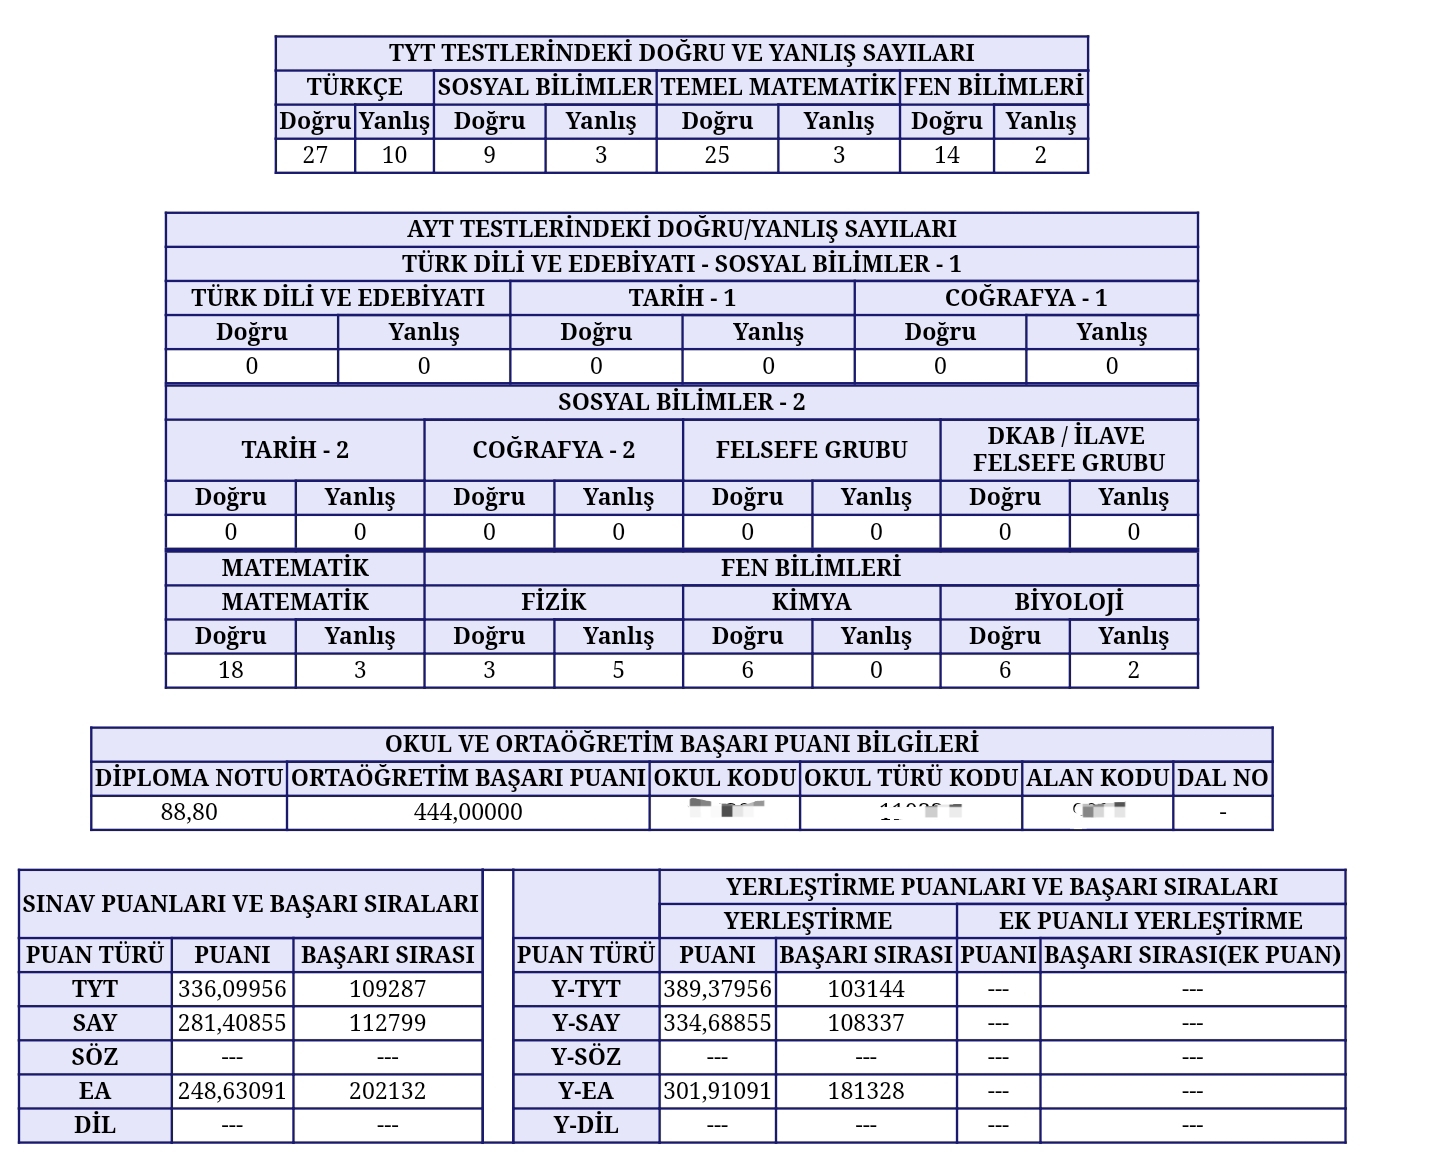 TYT TESTLERİNDEKİ DOĞRU VE YANLIŞ SAYILARI
TÜRKÇE SOSYAL BİLİMLER TEMEL MATEMATİK FEN BİLİMLERİ
Doğru Yanlış Doğru Yanlış Doğru Yanlış Doğru Yanlış
27 10 9 3 25 3 14 2
AYT TESTLERİNDEKİ DOĞRU/YANLIŞ SAYILARI
TÜRK DİLİ VE EDEBİYATI - SOSYAL BİLİMLER - 1
TÜRK DİLİ VE EDEBİYATI TARİH - 1 COĞRAFYA - 1
Doğru Yanlış Doğru Yanlış Doğru Yanlış
0 0 0 0 0 0
SOSYAL BİLİMLER - 2
TARİH - 2 COĞRAFYA - 2 FELSEFE GRUBU DKAB / İLAVE
FELSEFE GRUBU
Doğru Yanlış Doğru Yanlış Doğru Yanlış Doğru Yanlış
0 0 0 0 0 0 0 0
MATEMATİK FEN BİLİMLERİ
MATEMATİK FİZİK KİMYA BİYOLOJİ
Doğru Yanlış Doğru Yanlış Doğru Yanlış Doğru Yanlış
18 3 3 5 6 0 6 2
OKUL VE ORTAÖĞRETİM BAŞARI PUANI BİLGİLERİ
DİPLOMA NOTU ORTAÖĞRETİM BAŞARI PUANI OKUL KODU OKUL TÜRÜ KODU ALAN KODU DAL NO
88,80 444,00000 -
SINAV PUANLARI VE BAŞARI SIRALARI
PUAN TÜRÜ PUANI BAŞARI SIRASI
TYT 336,09956 109287
SAY 281,40855 112799
SÖZ --- ---
EA 248,63091 202132
DİL --- ---
YERLEŞTİRME PUANLARI VE BAŞARI SIRALARI
YERLEŞTİRME EK PUANLI YERLEŞTİRME
PUAN TÜRÜ PUANI BAŞARI SIRASI PUANI BAŞARI SIRASI(EK PUAN)
Y-TYT 389,37956 103144 --- ---
Y-SAY 334,68855 108337 --- ---
Y-SÖZ --- --- --- ---
Y-EA 301,91091 181328 --- ---
Y-DİL --- --- --- ---